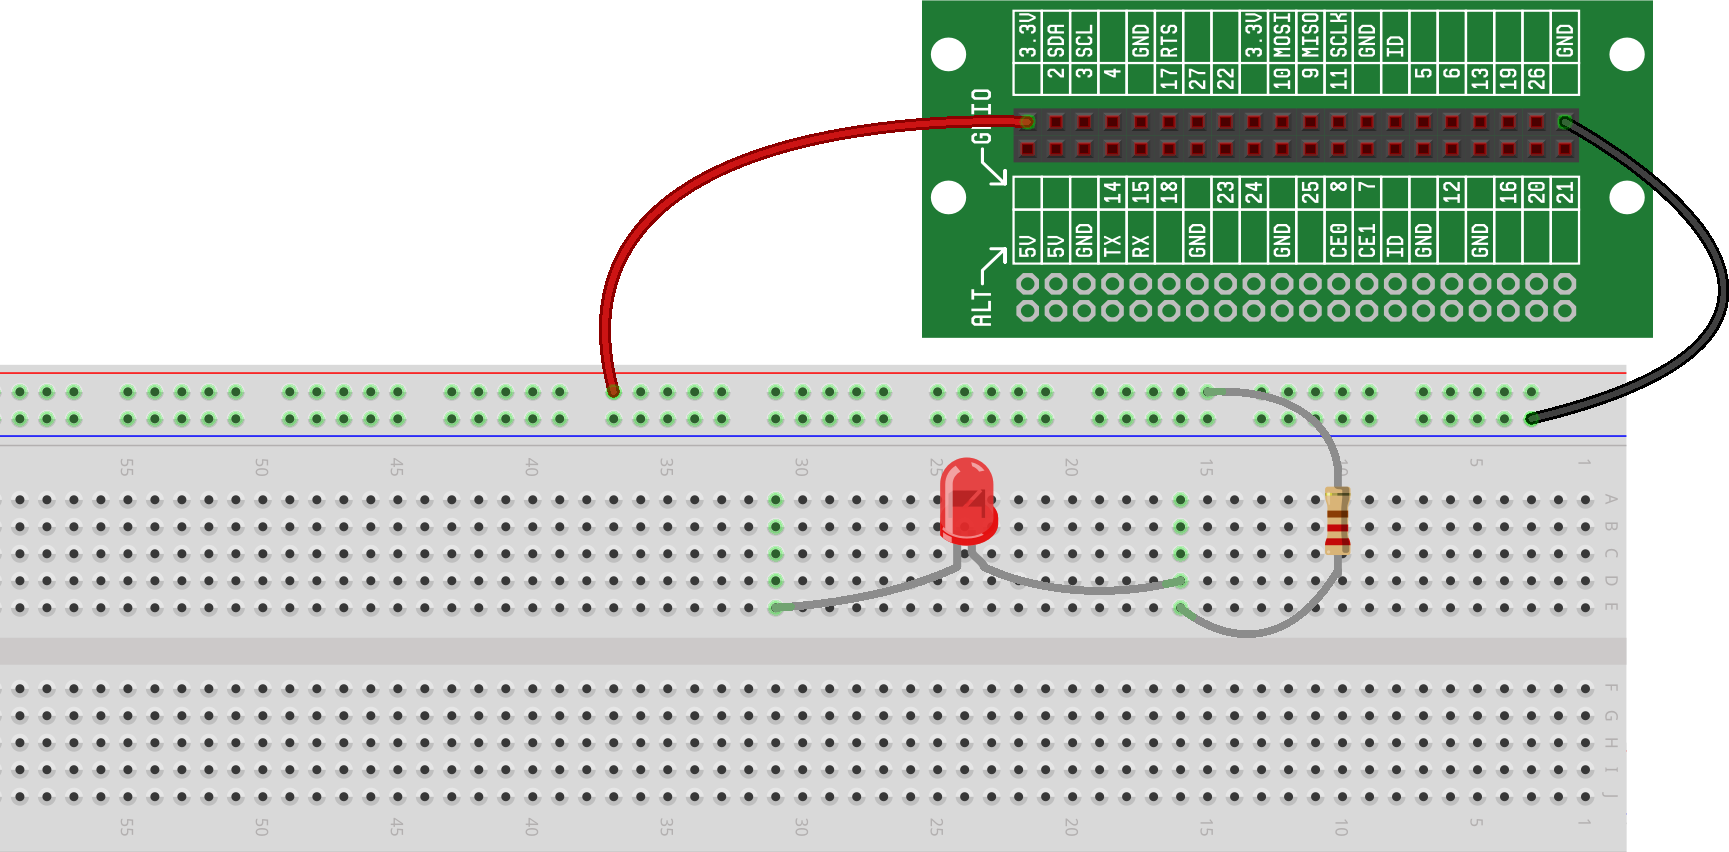 3.3V SDA SCL GND RTS 3.3V MOSI MISO SCLK GND ID GND
2 3 4 17 27 22 10 9 11 5 6 13 19 26
GPIO
14 15 18 23 24 25 8 7 12 16 20 21
5V 5V GND TX RX GND GND CE0 CE1 ID GND GND
ALT
55 50 45 40 35 30 25 20 15 10 5 1
A
B
C
D
E
F
G
H
I
J
55 50 45 40 35 30 25 20 15 10 5 1